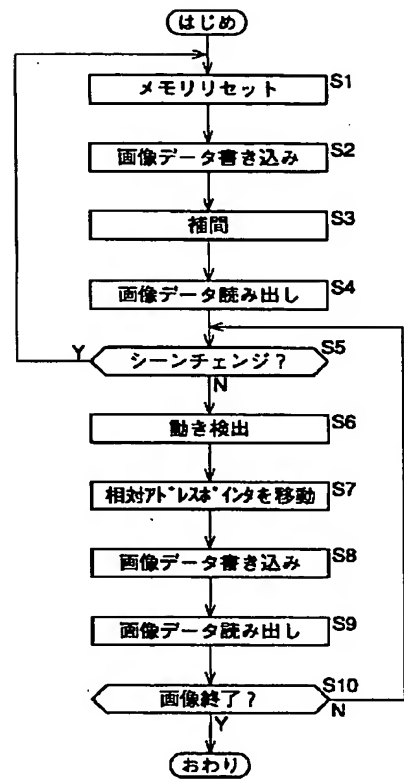 はじめ
メモリリセット S1
画像データ書き込み S2
補間 S3
画像データ読み出し S4
シーンチェンジ? S5
Y
N
動き検出 S6
相対アドレスポインタを移動 S7
画像データ書き込み S8
画像データ読み出し S9
画像終了? S10
N
Y
おわり